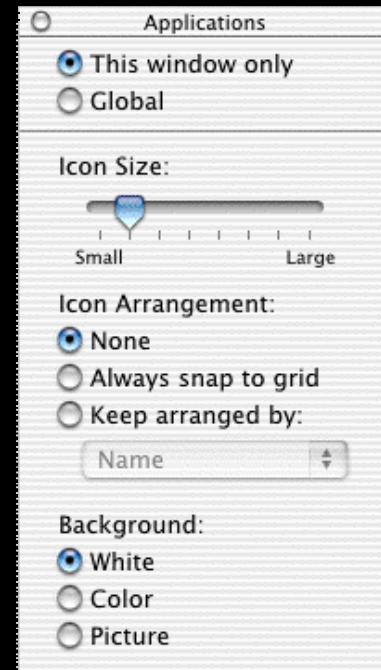 Applications
This window only
Global
Icon Size:
Small Large
Icon Arrangement:
None
Always snap to grid
Keep arranged by:
Name
Background:
White
Color
Picture